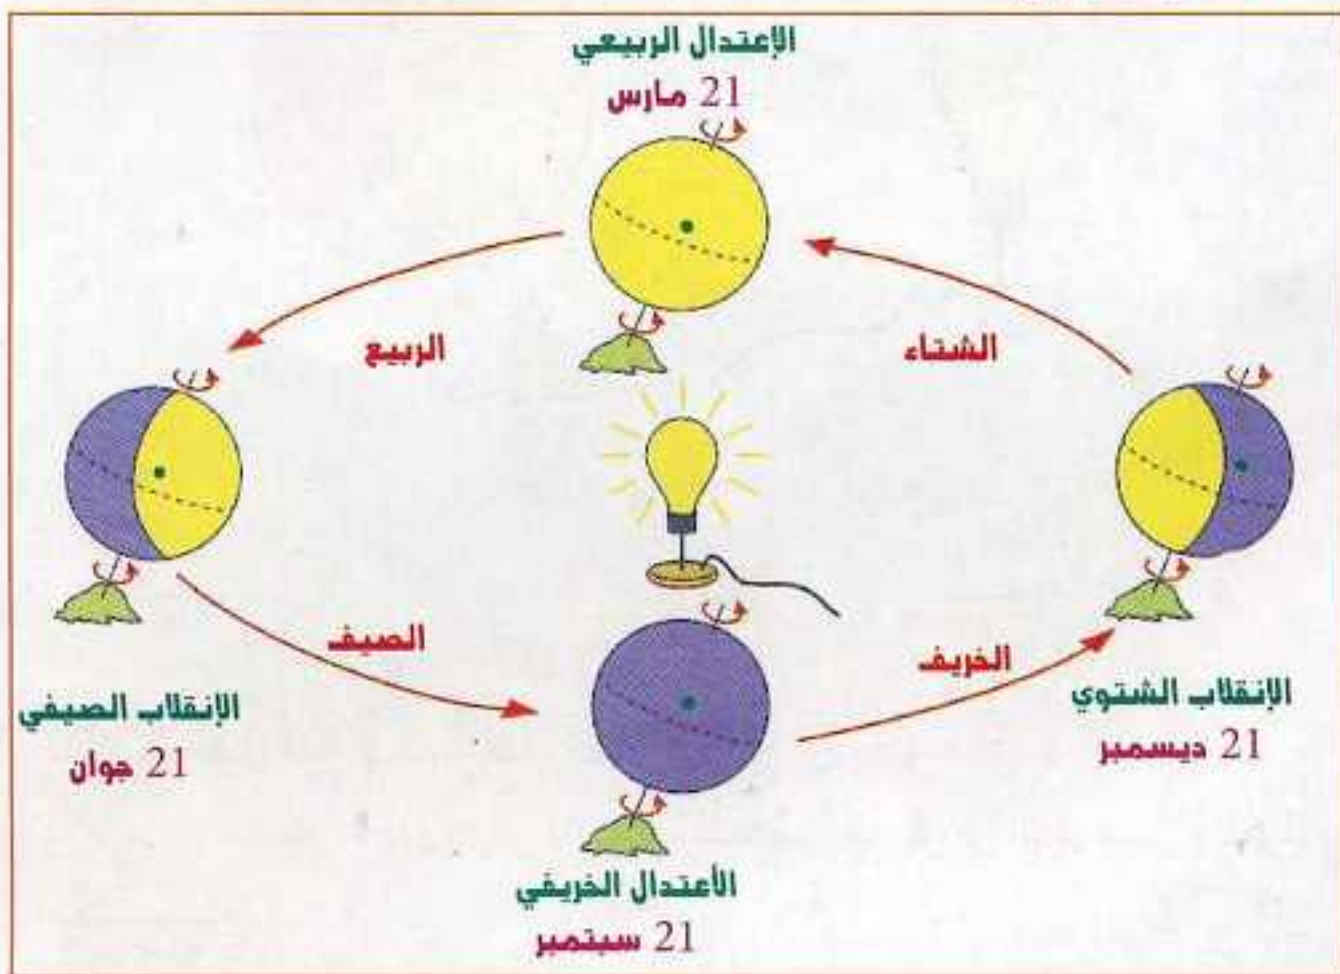 الإعتدال الربيعي
21 مارس
الشتاء
الربيع
الخريف
الصيف
الإنقلاب الشتوي
21 ديسمبر
الإنقلاب الصيفي
21 جوان
الأعتدال الخريفي
21 سبتمبر